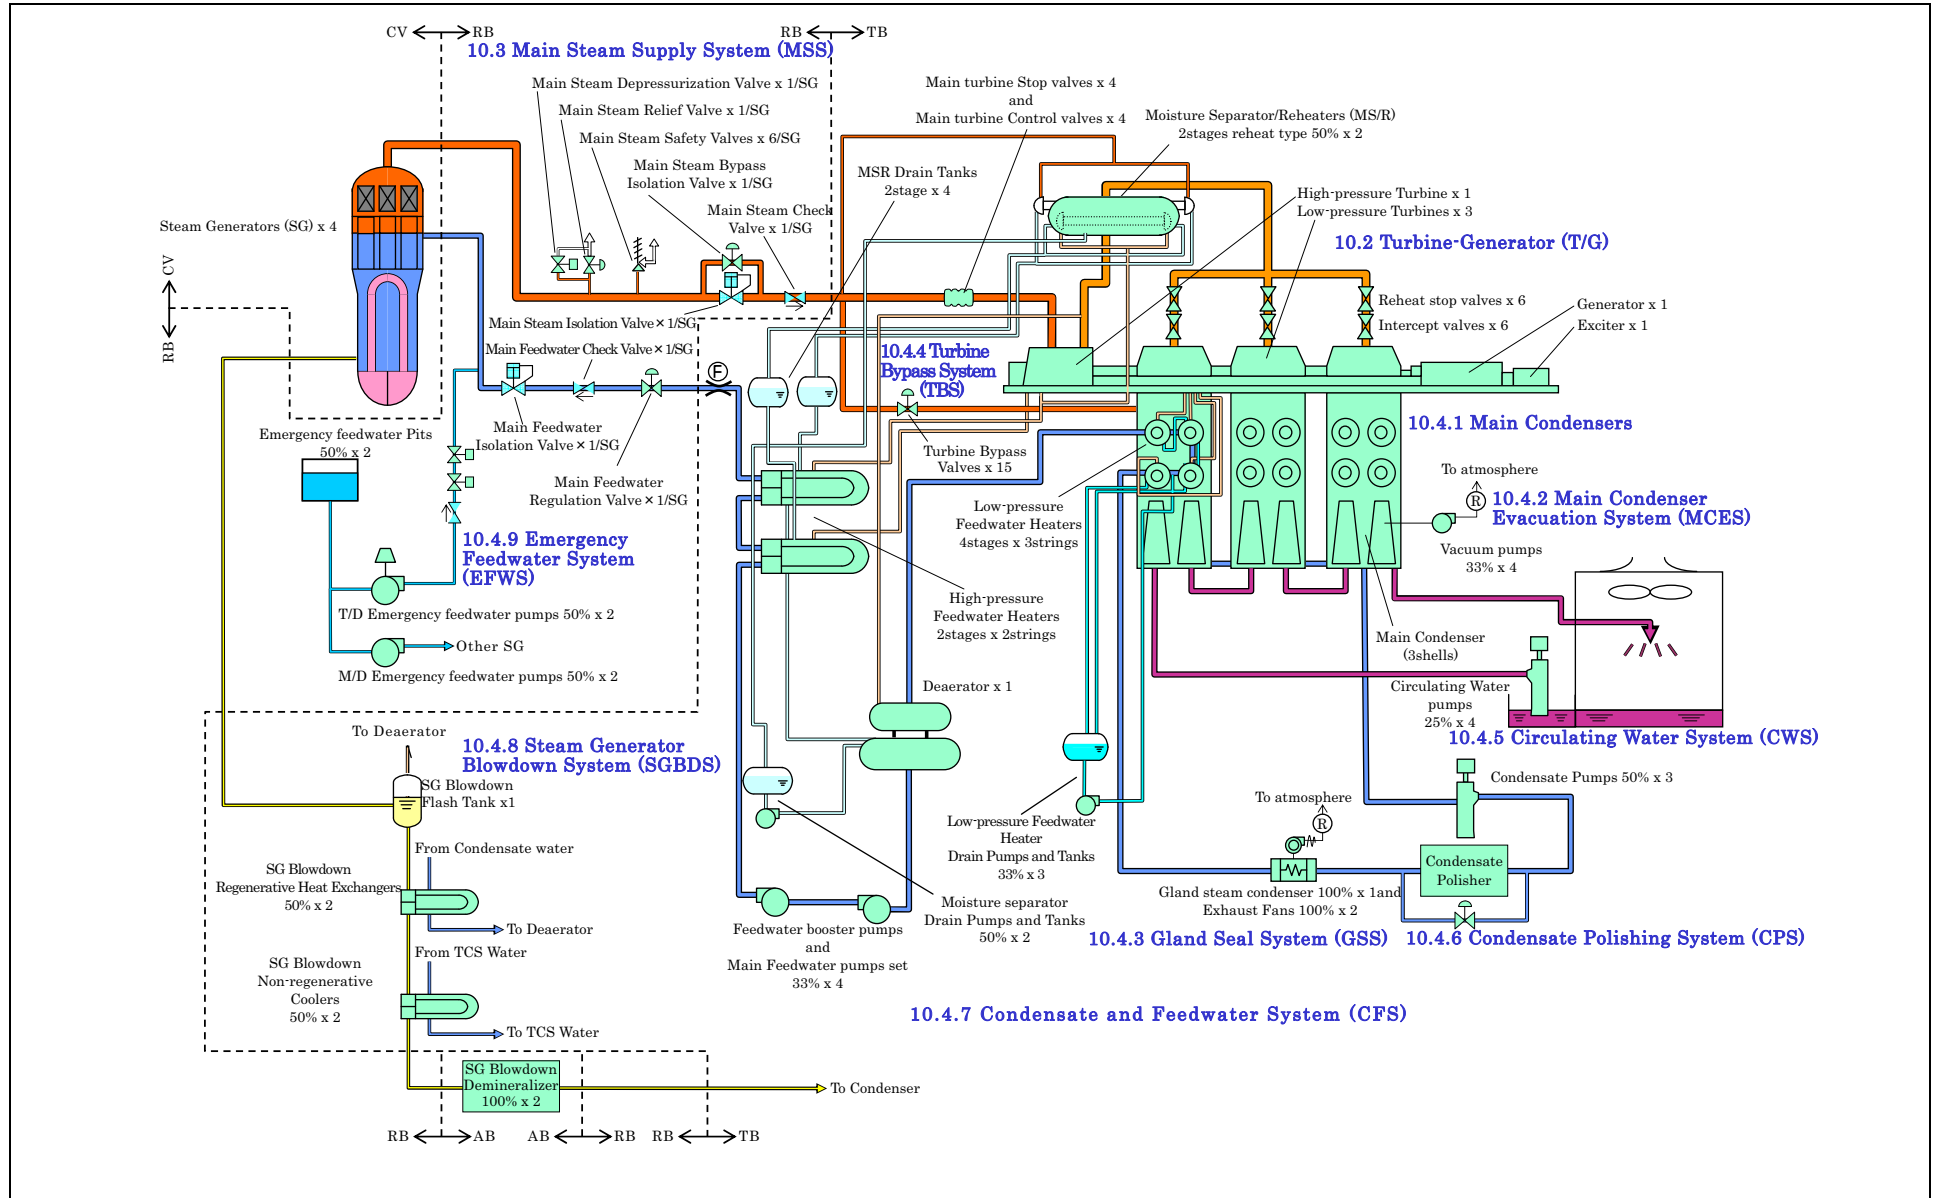 CV RB
RB TB
10.3 Main Steam Supply System (MSS)
Main Steam Depressurization Valve x 1/SG
Main Steam Relief Valve x 1/SG
Main Steam Safety Valves x 6/SG
Main Steam Bypass
Isolation Valve x 1/SG
Main Steam Check
Valve x 1/SG
MSR Drain Tanks
2stage x 4
Main turbine Stop valves x 4
and
Main turbine Control valves x 4
Moisture Separator/Reheaters (MS/R)
2stages reheat type 50% x 2
High-pressure Turbine x 1
Low-pressure Turbines x 3
10.2 Turbine-Generator (T/G)
Steam Generators (SG) x 4
CV
RB
Reheat stop valves x 6
Intercept valves x 6
Generator x 1
Exciter x 1
Main Steam Isolation Valve×1/SG
Main Feedwater Check Valve×1/SG
F
10.4.4 Turbine
Bypass System
(TBS)
Main Feedwater
Isolation Valve×1/SG
Main Feedwater
Regulation Valve×1/SG
Turbine Bypass
Valves x 15
10.4.1 Main Condensers
Emergency feedwater Pits
50% x 2
To atmosphere
R
10.4.2 Main Condenser
Evacuation System (MCES)
Vacuum pumps
33% x 4
Low-pressure
Feedwater Heaters
4stages x 3strings
10.4.9 Emergency
Feedwater System
(EFWS)
T/D Emergency feedwater pumps 50% x 2
Other SG
M/D Emergency feedwater pumps 50% x 2
High-pressure
Feedwater Heaters
2stages x 2strings
Main Condenser
(3shells)
Deaerator x 1
Circulating Water
pumps
25% x 4
10.4.5 Circulating Water System (CWS)
To Deaerator
10.4.8 Steam Generator
Blowdown System (SGBDS)
SG Blowdown
Flash Tank x1
Condensate Pumps 50% x 3
To atmosphere
R
Low-pressure Feedwater
Heater
Drain Pumps and Tanks
33% x 3
Condensate
Polisher
From Condensate water
SG Blowdown
Regenerative Heat Exchangers
50% x 2
To Deaerator
Gland steam condenser 100% x 1and
Exhaust Fans 100% x 2
Moisture separator
Drain Pumps and Tanks
50% x 2
10.4.3 Gland Seal System (GSS)
10.4.6 Condensate Polishing System (CPS)
Feedwater booster pumps
and
Main Feedwater pumps set
33% x 4
From TCS Water
SG Blowdown
Non-regenerative
Coolers
50% x 2
To TCS Water
10.4.7 Condensate and Feedwater System (CFS)
SG Blowdown
Demineralizer
100% x 2
To Condenser
RB AB
AB RB
RB TB